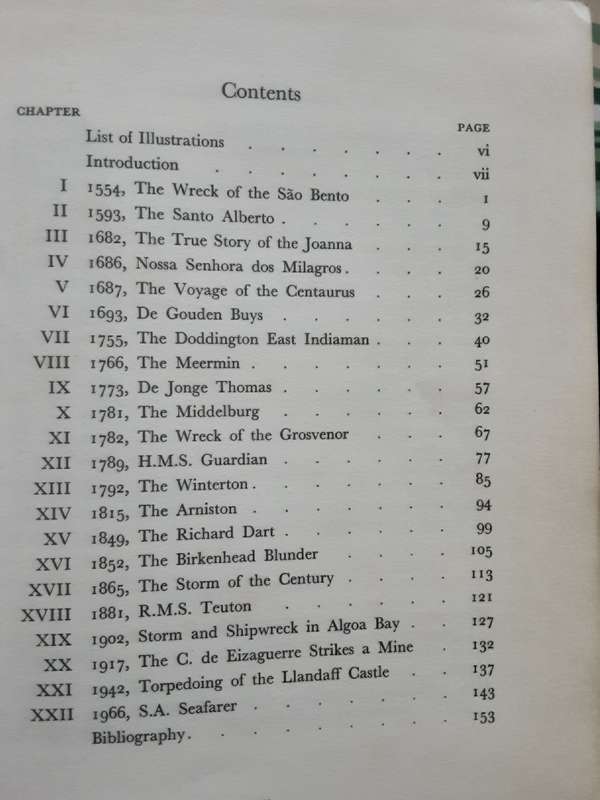 Contents
CHAPTER PAGE
List of Illustrations . . . . . . vi
Introduction . . . . . . vii
I 1554, The Wreck of the São Bento . . . 1
II 1593, The Santo Alberto . . . . . 9
III 1682, The True Story of the Joanna . . . 15
IV 1686, Nossa Senhora dos Milagros . . . 20
V 1687, The Voyage of the Centaurus . . . 26
VI 1693, De Gouden Buys . . . . . 32
VII 1755, The Doddington East Indiaman . . . 40
VIII 1766, The Meermin . . . . . 51
IX 1773, De Jonge Thomas . . . . . 57
X 1781, The Middelburg . . . . . 62
XI 1782, The Wreck of the Grosvenor . . . 67
XII 1789, H.M.S. Guardian . . . . . 77
XIII 1792, The Winterton . . . . . 85
XIV 1815, The Arniston . . . . . 94
XV 1849, The Richard Dart . . . . . 99
XVI 1852, The Birkenhead Blunder . . . . 105
XVII 1865, The Storm of the Century . . . . 113
XVIII 1881, R.M.S. Teuton . . . . . 121
XIX 1902, Storm and Shipwreck in Algoa Bay . . 127
XX 1917, The C. de Eizaguerre Strikes a Mine . 132
XXI 1942, Torpedoing of the Llandaff Castle . . 137
XXII 1966, S.A. Seafarer . . . . . 143
Bibliography . . . . . . 153